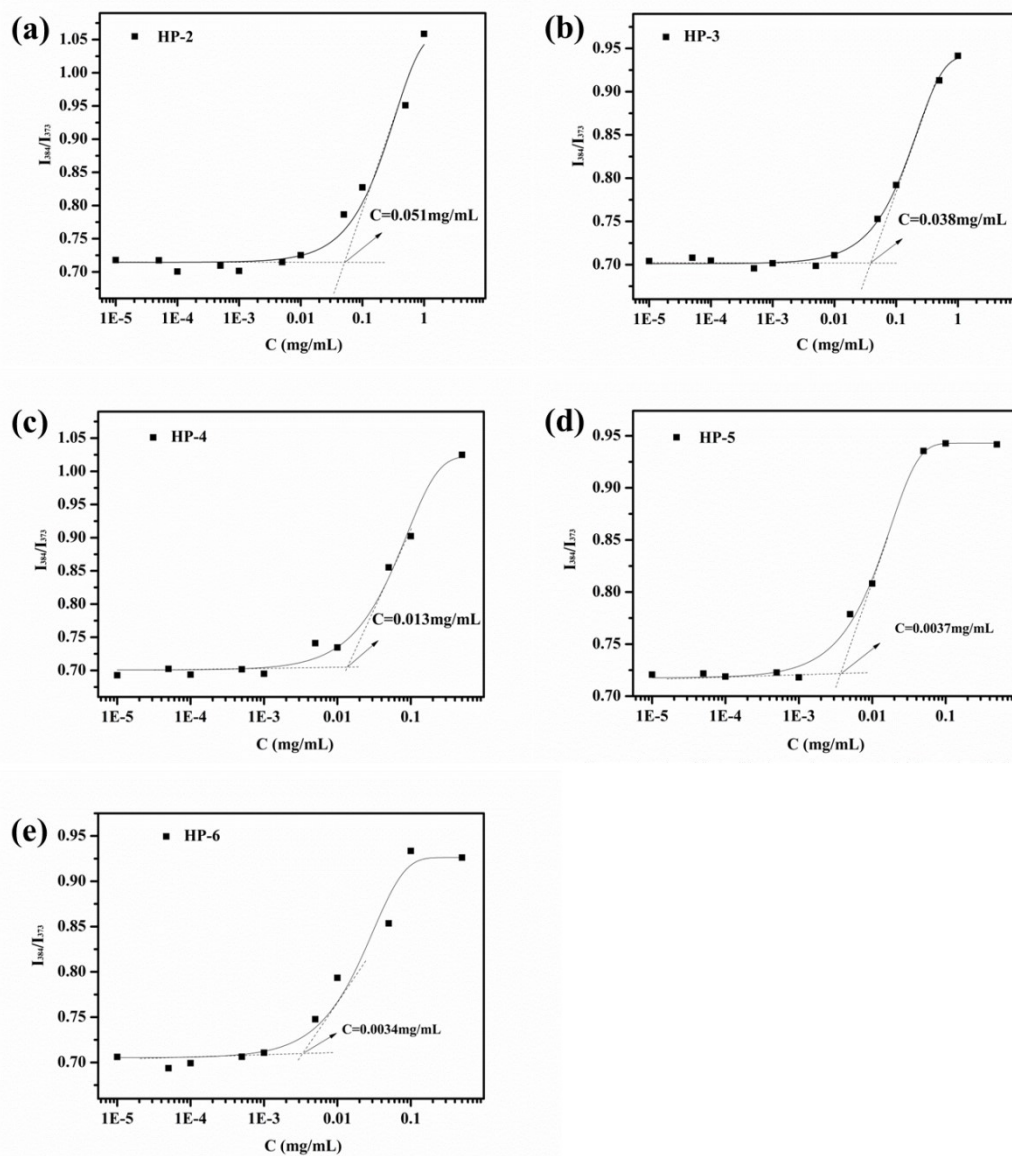 (a)
HP-2
1.05
1.00
0.95
0.90
0.85
0.80
0.75
0.70
I384/I373
C=0.051mg/mL
1E-5 1E-4 1E-3 0.01 0.1 1
C (mg/mL)
(b)
HP-3
0.95
0.90
0.85
0.80
0.75
0.70
I384/I373
C=0.038mg/mL
1E-5 1E-4 1E-3 0.01 0.1 1
C (mg/mL)
(c)
HP-4
1.05
1.00
0.95
0.90
0.85
0.80
0.75
0.70
I384/I373
C=0.013mg/mL
1E-5 1E-4 1E-3 0.01 0.1
C (mg/mL)
(d)
HP-5
0.95
0.90
0.85
0.80
0.75
0.70
I384/I373
C=0.0037mg/mL
1E-5 1E-4 1E-3 0.01 0.1
C (mg/mL)
(e)
HP-6
0.95
0.90
0.85
0.80
0.75
0.70
I384/I373
C=0.0034mg/mL
1E-5 1E-4 1E-3 0.01 0.1
C (mg/mL)